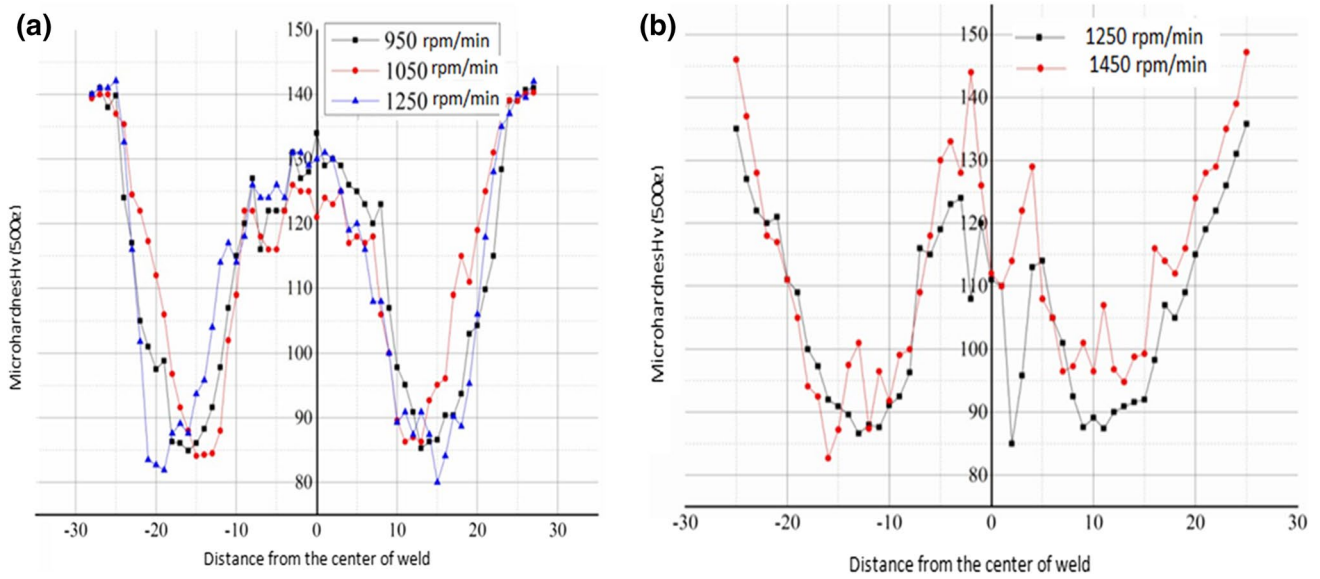 (a)
150
950 rpm/min
1050 rpm/min
1250 rpm/min
140
130
120
110
100
90
80
-30 -20 -10 0 10 20 30
Distance from the center of weld
MicrohardnesHv (500g)
(b)
150
1250 rpm/min
1450 rpm/min
140
130
120
110
100
90
80
-30 -20 -10 0 10 20 30
Distance from the center of weld
MicrohardnesHv (500g)